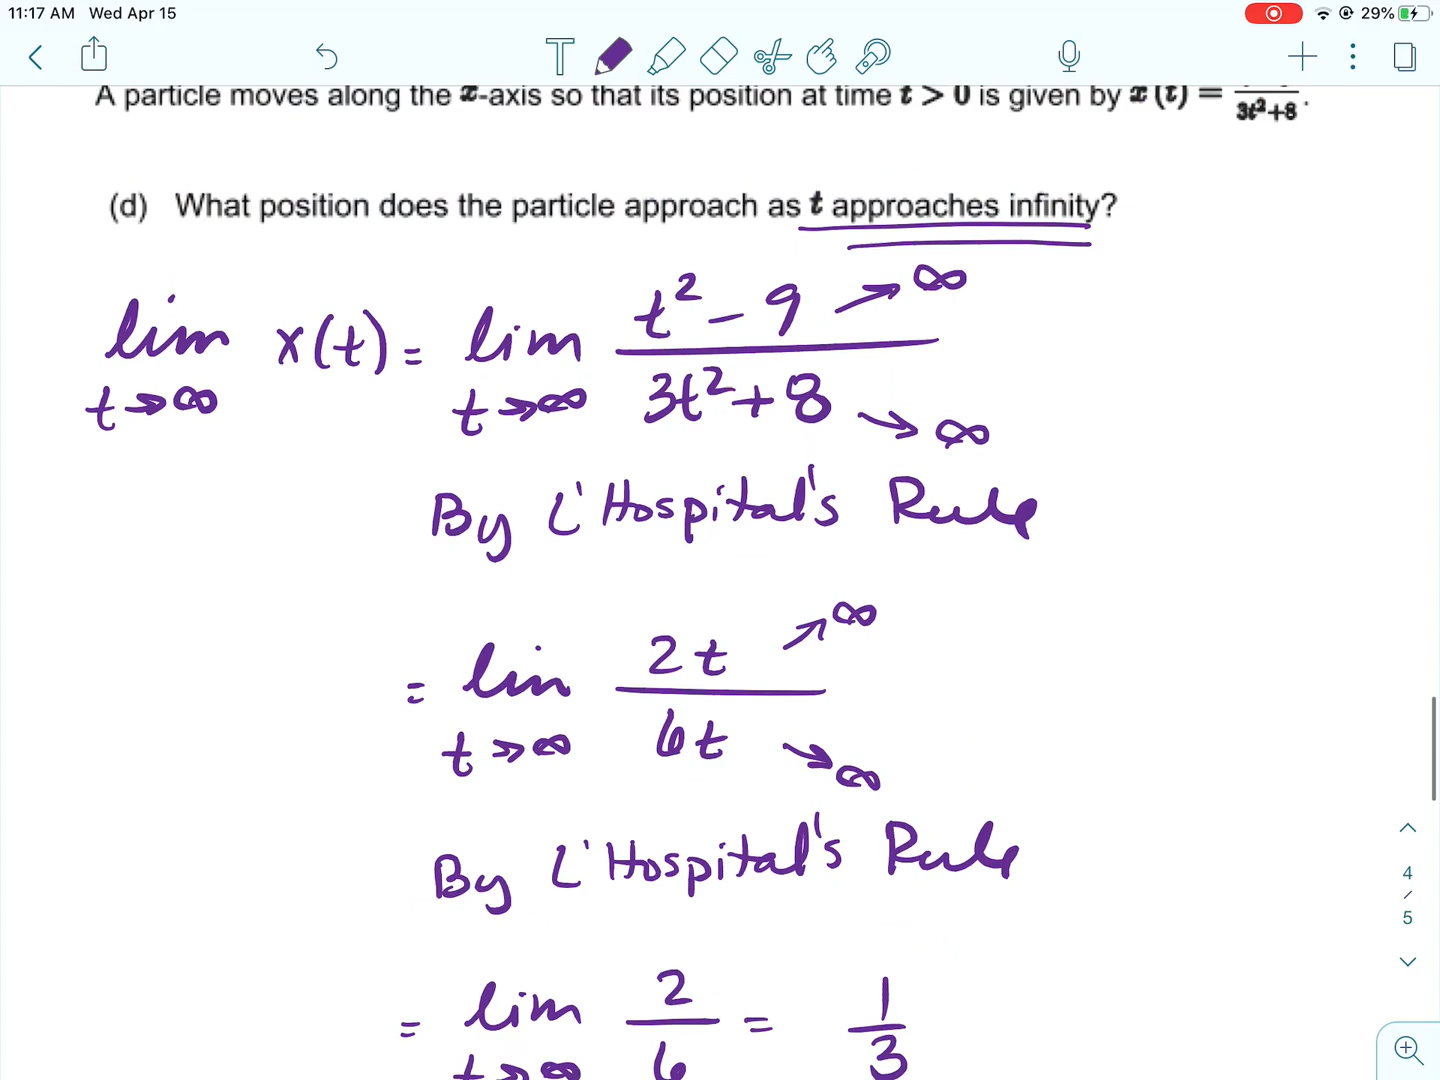 11:17 AM Wed Apr 15 29%
A particle moves along the x-axis so that its position at time t > 0 is given by x(t) = /3t²+8.
(d) What position does the particle approach as t approaches infinity?
lim t→∞ x(t) = lim t→∞ t²-9 / 3t²+8 → ∞ → ∞
By L'Hospital's Rule
= lim t→∞ 2t / 6t → ∞ → ∞
By L'Hospital's Rule
= lim t→∞ 2/6 = 1/3
4
/
5